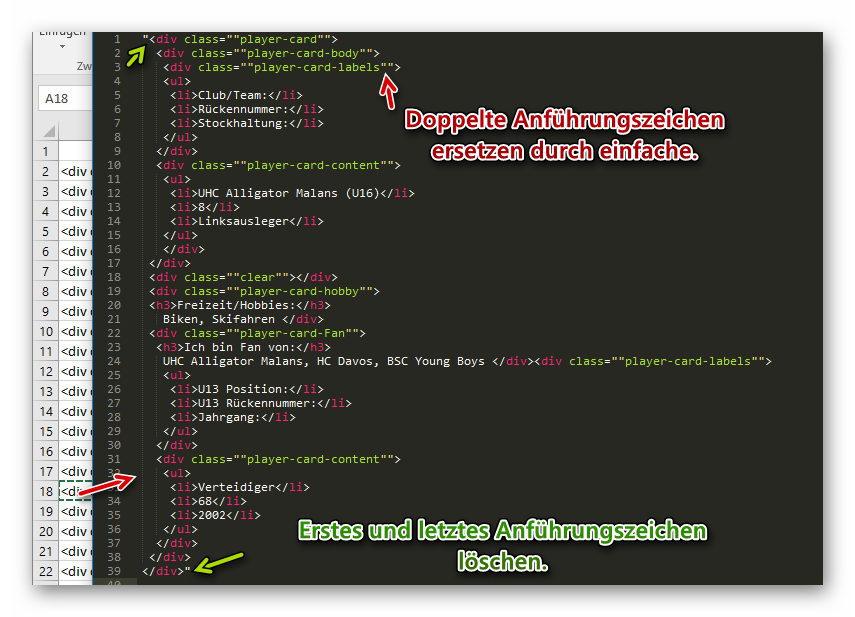 Einfügen
Zw
A18
1
2 <div
3 <div
4 <div
5 <div
6 <div
7 <div
8 <div
9 <div
10 <div
11 <div
12 <div
13 <div
14 <div
15 <div
16 <div
17 <div
18 <di
19 <div
20 <div
21 <div
22 <div
1 "<div class=""player-card"">
2 <div class=""player-card-body"">
3 <div class=""player-card-labels"">
4 <ul>
5 <li>Club/Team:</li>
6 <li>Rückennummer:</li>
7 <li>Stockhaltung:</li>
8 </ul>
9 </div>
10 <div class=""player-card-content"">
11 <ul>
12 <li>UHC Alligator Malans (U16)</li>
13 <li>8</li>
14 <li>Linksausleger</li>
15 </ul>
16 </div>
17 </div>
18 <div class=""clear""></div>
19 <div class=""player-card-hobby"">
20 <h3>Freizeit/Hobbies:</h3>
21 Biken, Skifahren </div>
22 <div class=""player-card-Fan"">
23 <h3>Ich bin Fan von:</h3>
24 UHC Alligator Malans, HC Davos, BSC Young Boys </div><div class=""player-card-labels"">
25 <ul>
26 <li>U13 Position:</li>
27 <li>U13 Rückennummer:</li>
28 <li>Jahrgang:</li>
29 </ul>
30 </div>
31 <div class=""player-card-content"">
32 <ul>
33 <li>Verteidiger</li>
34 <li>68</li>
35 <li>2002</li>
36 </ul>
37 </div>
38 </div>
39 </div>"
40
Doppelte Anführungszeichen
ersetzen durch einfache.
Erstes und letztes Anführungszeichen
löschen.